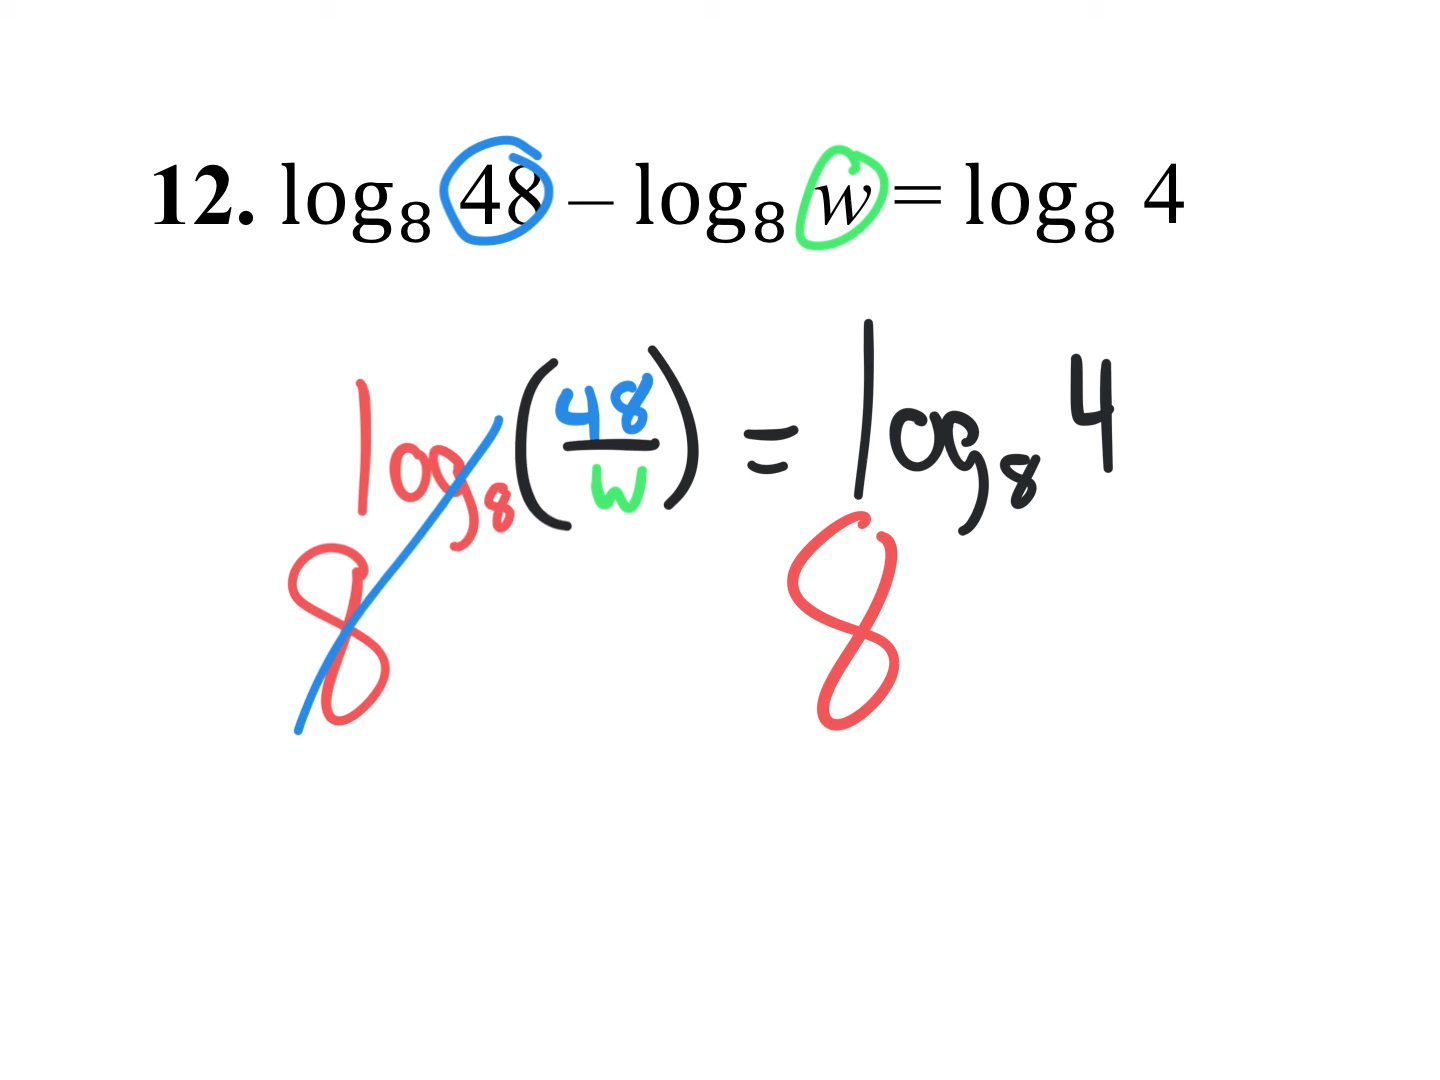 12. log₈ 48 – log₈ w = log₈ 4
log₈ (48/w) = log₈ 4
8 8